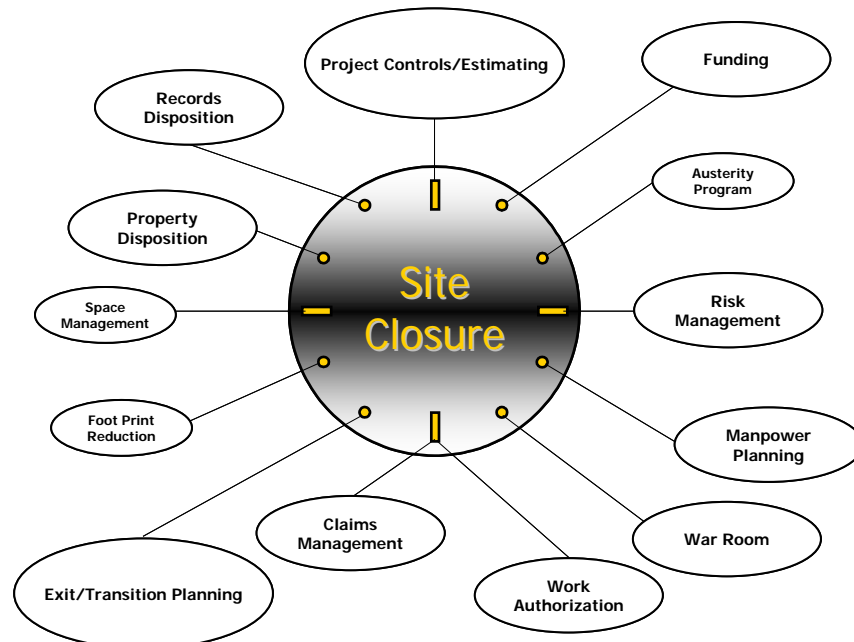 Project Controls/Estimating
Funding
Records
Disposition
Austerity
Program
Property
Disposition
Site
Closure
Space
Management
Risk
Management
Foot Print
Reduction
Manpower
Planning
Claims
Management
War Room
Exit/Transition Planning
Work
Authorization